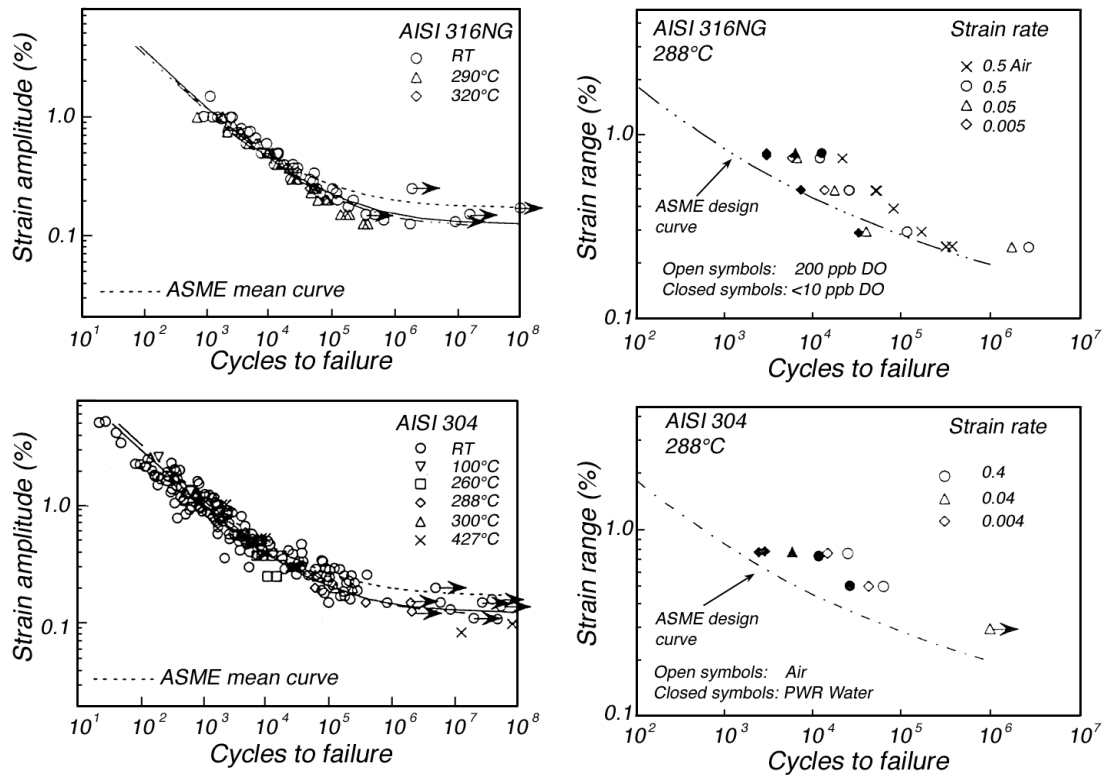 AISI 316NG
RT
290°C
320°C
Strain amplitude (%)
1.0
0.1
ASME mean curve
10¹ 10² 10³ 10⁴ 10⁵ 10⁶ 10⁷ 10⁸
Cycles to failure
AISI 316NG
288°C
Strain rate
0.5 Air
0.5
0.05
0.005
Strain range (%)
1.0
ASME design
curve
Open symbols: 200 ppb DO
Closed symbols: <10 ppb DO
0.1
10² 10³ 10⁴ 10⁵ 10⁶ 10⁷
Cycles to failure
AISI 304
RT
100°C
260°C
288°C
300°C
427°C
Strain amplitude (%)
1.0
0.1
ASME mean curve
10¹ 10² 10³ 10⁴ 10⁵ 10⁶ 10⁷ 10⁸
Cycles to failure
AISI 304
288°C
Strain rate
0.4
0.04
0.004
Strain range (%)
1.0
ASME design
curve
Open symbols: Air
Closed symbols: PWR Water
0.1
10² 10³ 10⁴ 10⁵ 10⁶ 10⁷
Cycles to failure